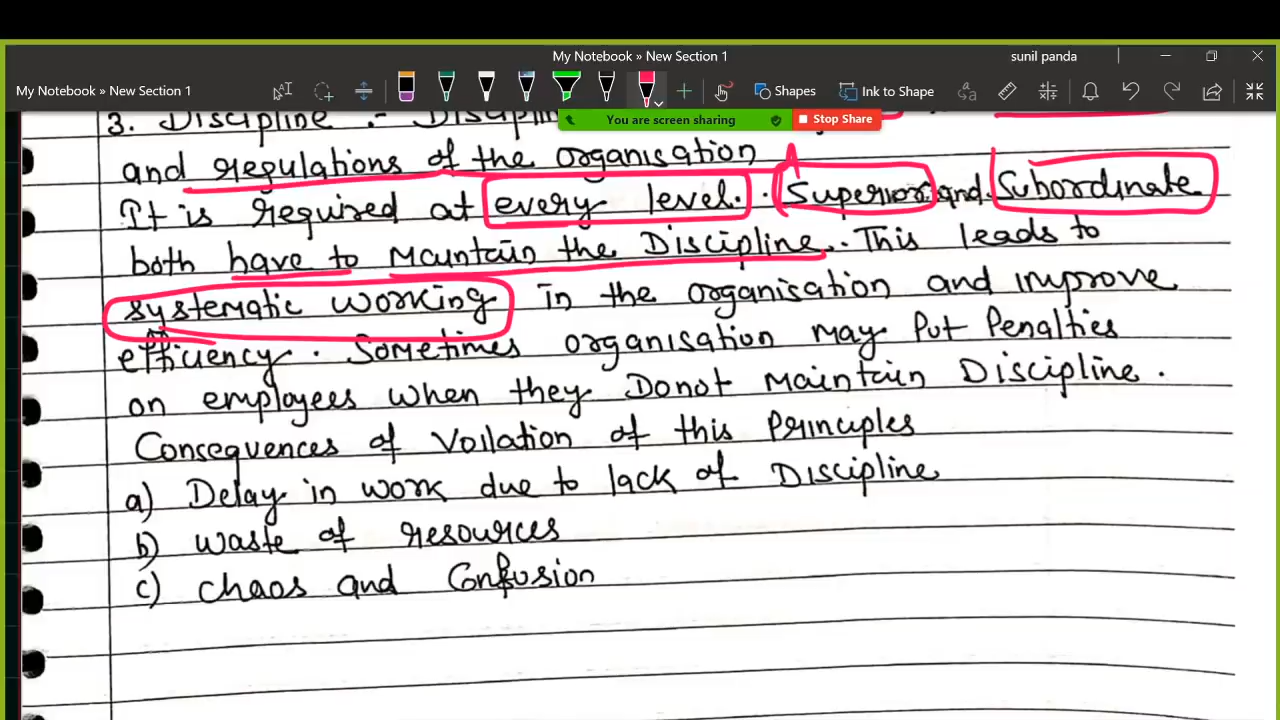 My Notebook » New Section 1
sunil panda
My Notebook » New Section 1
Shapes
Ink to Shape
You are screen sharing
Stop Share
3. Discipline :-
and regulations of the organisation
It is required at every level. Superior and Subordinate
both have to Maintain the Discipline. This leads to
systematic working in the organisation and improve
efficiency. Sometimes organisation may Put Penalties
on employees when they Donot Maintain Discipline.
Consequences of Voilation of this Principles
a) Delay in work due to lack of Discipline
b) waste of resources
c) chaos and Confusion